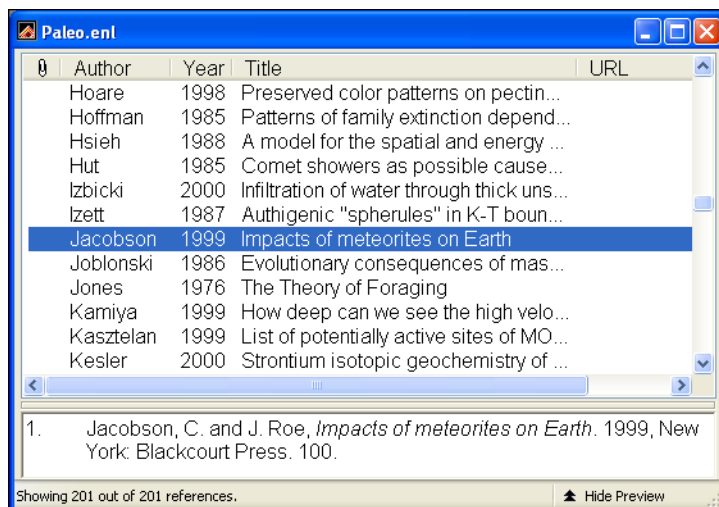 Paleo.enl
Author Year Title URL
Hoare 1998 Preserved color patterns on pectin...
Hoffman 1985 Patterns of family extinction depend...
Hsieh 1988 A model for the spatial and energy ...
Hut 1985 Comet showers as possible cause...
Izbicki 2000 Infiltration of water through thick uns...
Izett 1987 Authigenic "spherules" in K-T boun...
Jacobson 1999 Impacts of meteorites on Earth
Joblonski 1986 Evolutionary consequences of mas...
Jones 1976 The Theory of Foraging
Kamiya 1999 How deep can we see the high velo...
Kasztelan 1999 List of potentially active sites of MO...
Kesler 2000 Strontium isotopic geochemistry of ...
1. Jacobson, C. and J. Roe, Impacts of meteorites on Earth. 1999, New
York: Blackcourt Press. 100.
Showing 201 out of 201 references. Hide Preview